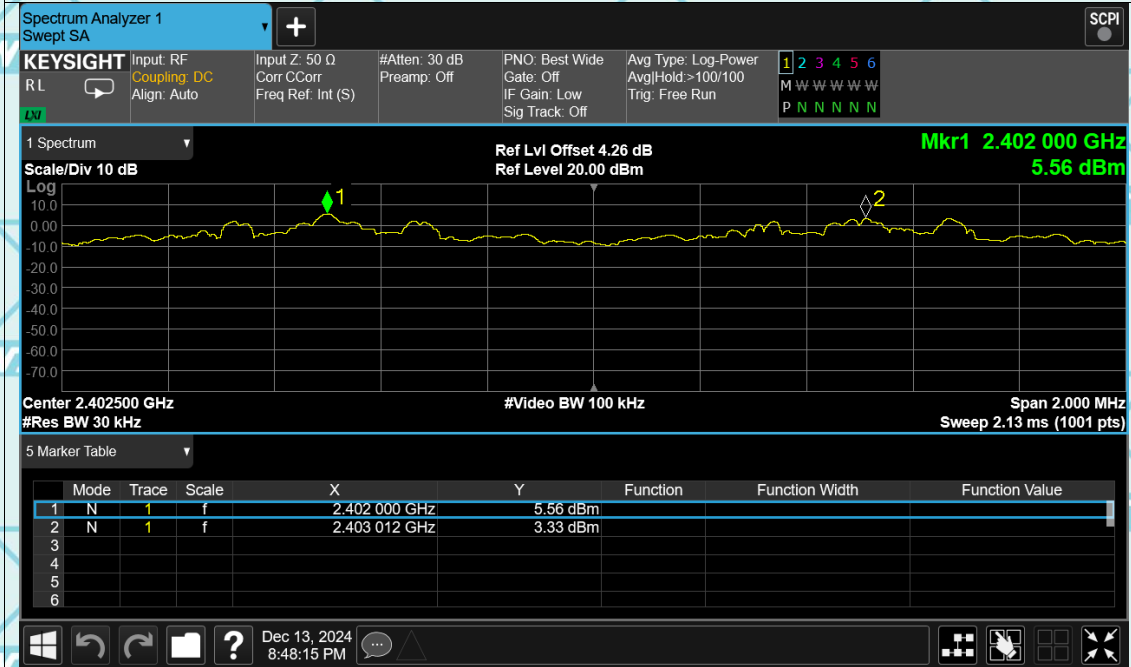 Spectrum Analyzer 1
Swept SA
+
SCPI
KEYSIGHT
R L
LXI
Input: RF
Coupling: DC
Align: Auto
Input Z: 50 Ω
Corr CCorr
Freq Ref: Int (S)
#Atten: 30 dB
Preamp: Off
PNO: Best Wide
Gate: Off
IF Gain: Low
Sig Track: Off
Avg Type: Log-Power
Avg|Hold:>100/100
Trig: Free Run
1 2 3 4 5 6
M W W W W W
P N N N N N
1 Spectrum
Scale/Div 10 dB
Ref Lvl Offset 4.26 dB
Ref Level 20.00 dBm
Mkr1 2.402 000 GHz
5.56 dBm
Log
10.0
0.00
-10.0
-20.0
-30.0
-40.0
-50.0
-60.0
-70.0
1
2
Center 2.402500 GHz
#Video BW 100 kHz
Span 2.000 MHz
#Res BW 30 kHz
Sweep 2.13 ms (1001 pts)
5 Marker Table
Mode Trace Scale X Y Function Function Width Function Value
1 N 1 f 2.402 000 GHz 5.56 dBm
2 N 1 f 2.403 012 GHz 3.33 dBm
3
4
5
6
?
Dec 13, 2024
8:48:15 PM